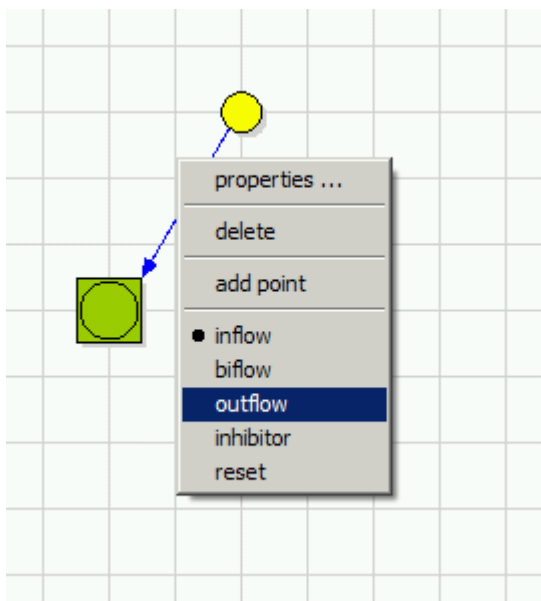 properties ...
delete
add point
inflow
biflow
outflow
inhibitor
reset